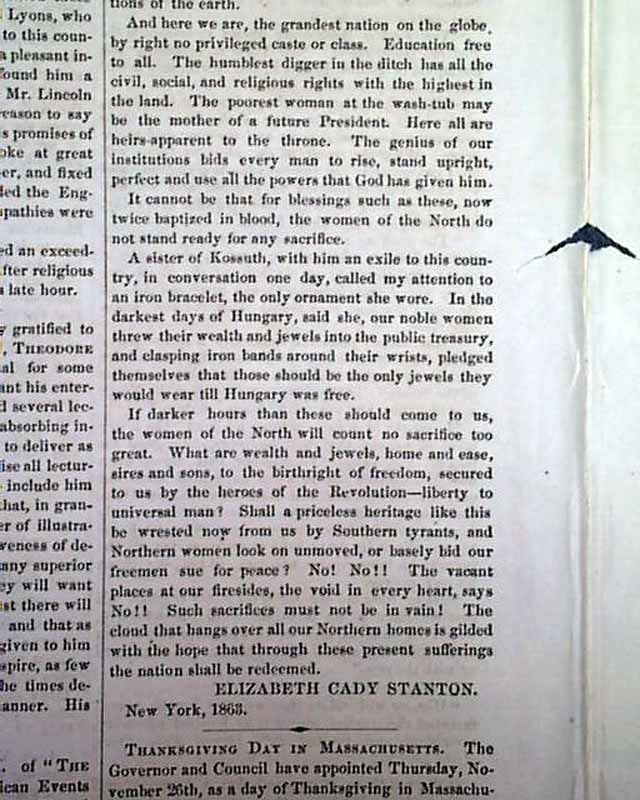 Lyons, who
to this coun-
a pleasant in-
found him a
Mr. Lincoln
reason to say
s promises of
oke at great
er, and fixed
ded the Eng-
mpathies were
ed an exceed-
fter religious
late hour.
gratified to
THEODORE
al for some
ant his enter-
d several lec-
absorbing in-
to deliver as
ise all lectur-
include him
that, in gran-
er of illustra-
veness of de-
any superior
ey will want
st there will
and that as
given to him
spire, as few
he times de-
anner. His
of "THE
ican Events
tions of the earth.
And here we are, the grandest nation on the globe,
by right no privileged caste or class. Education free
to all. The humblest digger in the ditch has all the
civil, social, and religious rights with the highest in
the land. The poorest woman at the wash-tub may
be the mother of a future President. Here all are
heirs-apparent to the throne. The genius of our
institutions bids every man to rise, stand upright,
perfect and use all the powers that God has given him.
It cannot be that for blessings such as these, now
twice baptized in blood, the women of the North do
not stand ready for any sacrifice.
A sister of Kossuth, with him an exile to this coun-
try, in conversation one day, called my attention to
an iron bracelet, the only ornament she wore. In the
darkest days of Hungary, said she, our noble women
threw their wealth and jewels into the public treasury,
and clasping iron bands around their wrists, pledged
themselves that those should be the only jewels they
would wear till Hungary was free.
If darker hours than these should come to us,
the women of the North will count no sacrifice too
great. What are wealth and jewels, home and ease,
sires and sons, to the birthright of freedom, secured
to us by the heroes of the Revolution—liberty to
universal man? Shall a priceless heritage like this
be wrested now from us by Southern tyrants, and
Northern women look on unmoved, or basely bid our
freemen sue for peace? No! No!! The vacant
places at our firesides, the void in every heart, says
No!! Such sacrifices must not be in vain! The
cloud that hangs over all our Northern homes is gilded
with the hope that through these present sufferings
the nation shall be redeemed.
ELIZABETH CADY STANTON.
New York, 1863.
THANKSGIVING DAY IN MASSACHUSETTS. The
Governor and Council have appointed Thursday, No-
vember 26th, as a day of Thanksgiving in Massachu-